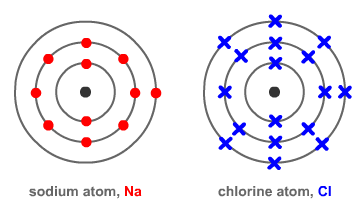 sodium atom, Na
chlorine atom, Cl